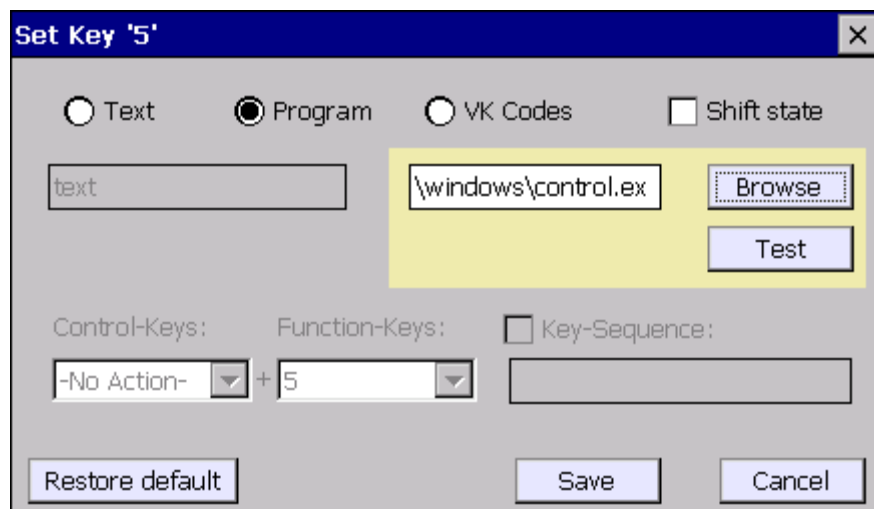 Set Key '5'
Text Program VK Codes Shift state
text \windows\control.ex Browse
Test
Control-Keys: Function-Keys: Key-Sequence:
-No Action- + 5
Restore default Save Cancel